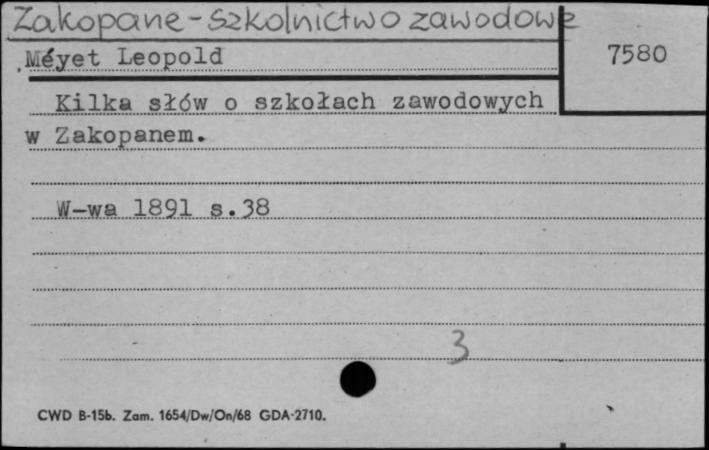 Zakopane - szkolnictwo zawodowe
Méyet Leopold
7580
Kilka słów o szkołach zawodowych
w Zakopanem.
W-wa 1891 s.38
3
CWD B-15b. Zam. 1654/Dw/On/68 GDA-2710.